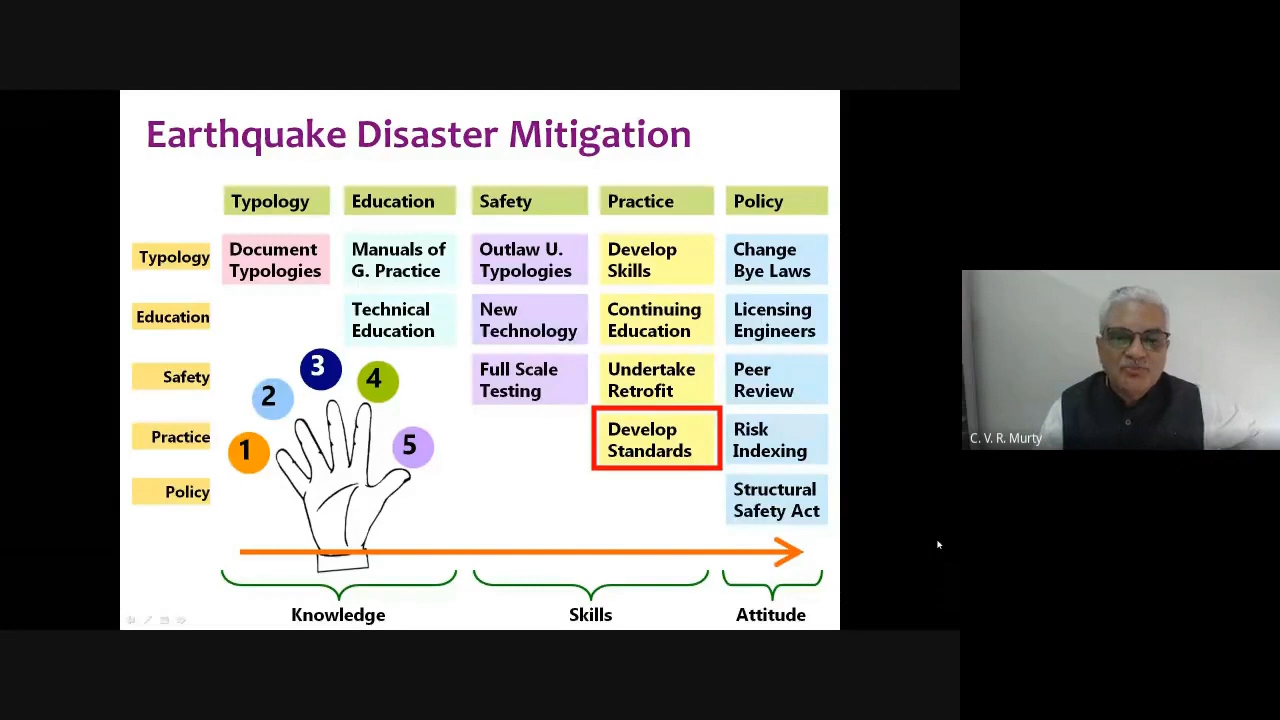 Earthquake Disaster Mitigation
Typology Education Safety Practice Policy
Typology
Document
Typologies
Manuals of
G. Practice
Outlaw U.
Typologies
Develop
Skills
Change
Bye Laws
Education
Technical
Education
New
Technology
Continuing
Education
Licensing
Engineers
Safety
Full Scale
Testing
Undertake
Retrofit
Peer
Review
Practice
Develop
Standards
Risk
Indexing
Policy
Structural
Safety Act
1
2
3
4
5
Knowledge Skills Attitude
C. V. R. Murty